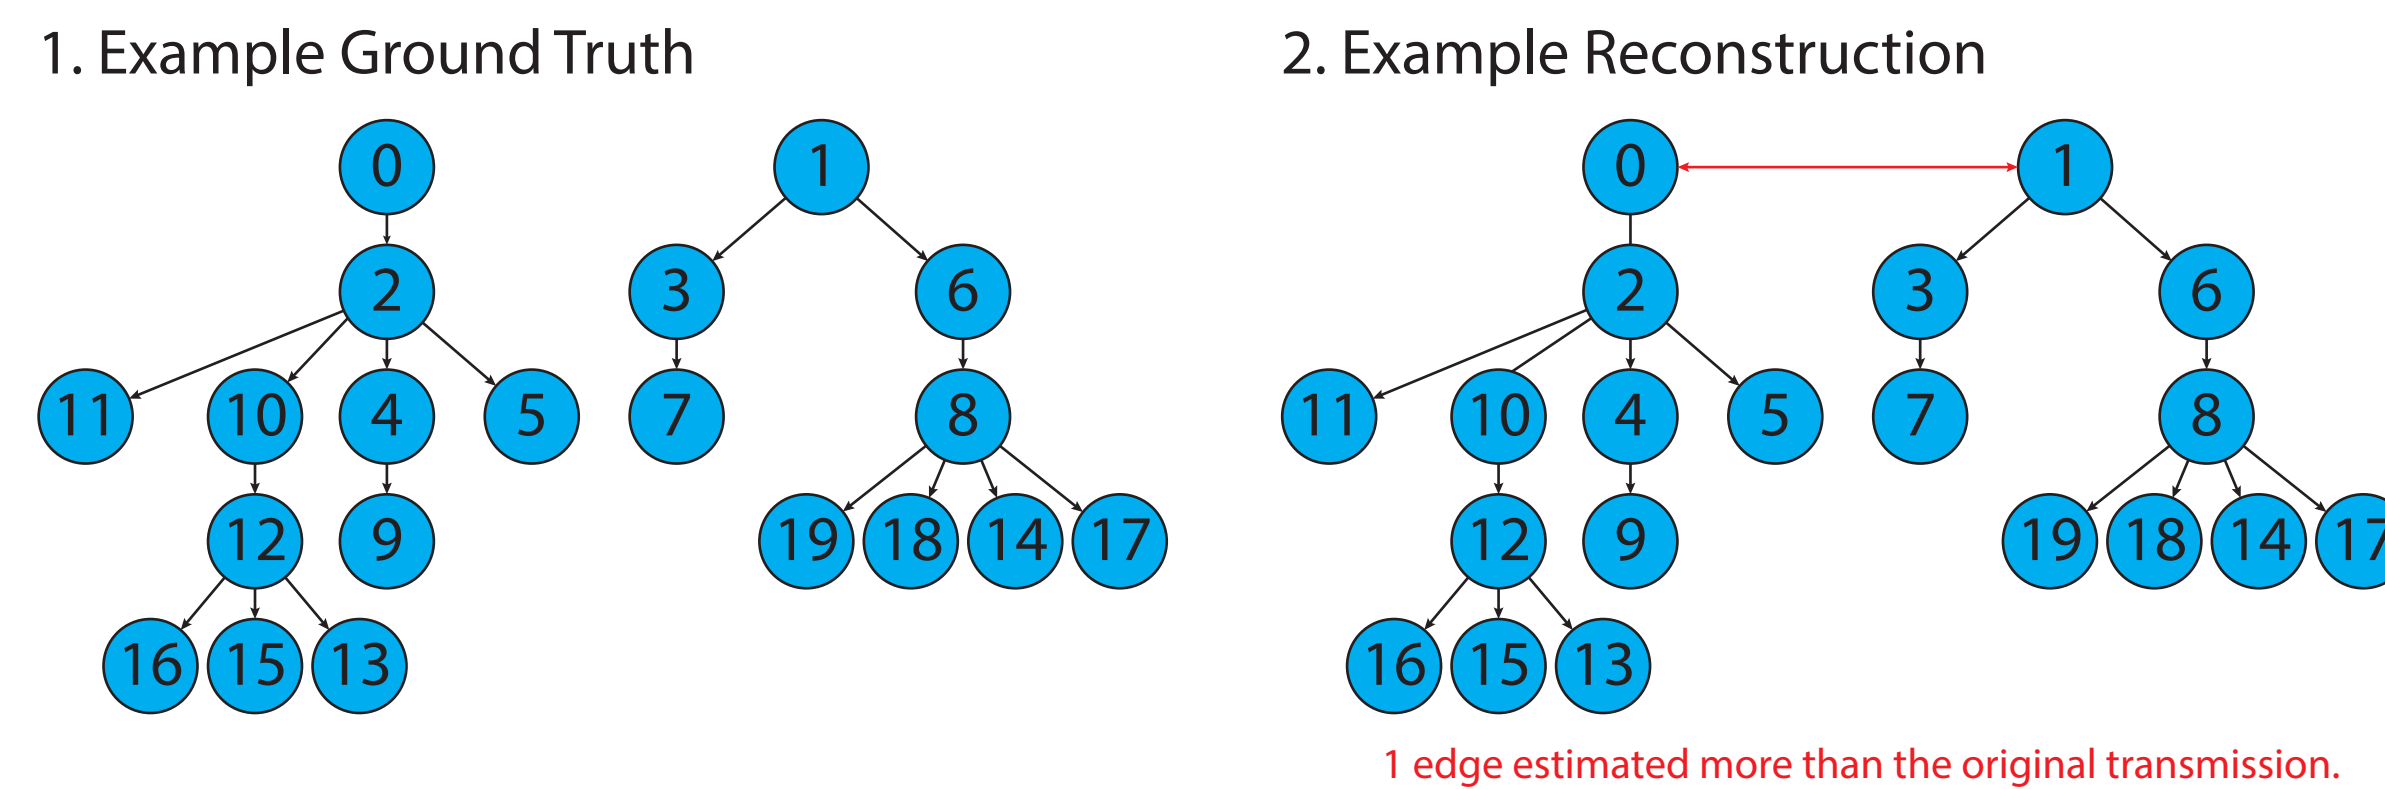 1. Example Ground Truth
0 1
2 3 6
11 10 4 5 7 8
12 9 19 18 14 17
16 15 13
2. Example Reconstruction
0 1
2 3 6
11 10 4 5 7 8
12 9 19 18 14 17
16 15 13
1 edge estimated more than the original transmission.